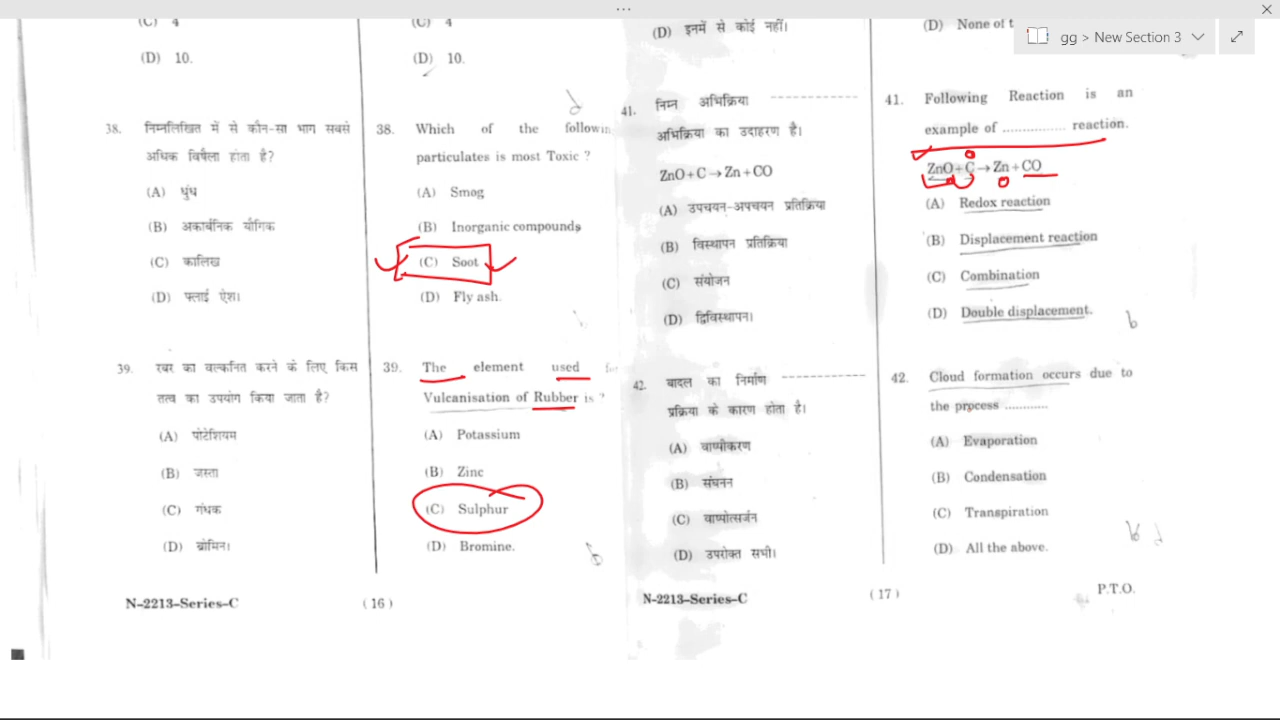 gg > New Section 3
(C) 4
(D) 10.
38. निम्नलिखित में से कौन-सा भाग सबसे
अधिक विषैला होता है?
(A) धुंध
(B) अकार्बनिक यौगिक
(C) कालिख
(D) फ्लाई ऐश।
39. रबर का वल्कनित करने के लिए किस
तत्व का उपयोग किया जाता है?
(A) पोटेशियम
(B) जस्ता
(C) गंधक
(D) ब्रोमिन।
N-2213-Series-C
(C) 4
(D) 10.
38. Which of the followin
particulates is most Toxic ?
(A) Smog
(B) Inorganic compounds
(C) Soot
(D) Fly ash.
39. The element used
Vulcanisation of Rubber is ?
(A) Potassium
(B) Zinc
(C) Sulphur
(D) Bromine.
( 16 )
(D) इनमें से कोई नहीं।
41. निम्न अभिक्रिया --------------
अभिक्रिया का उदाहरण है।
ZnO + C → Zn + CO
(A) उपचयन-अपचयन प्रतिक्रिया
(B) विस्थापन प्रतिक्रिया
(C) संयोजन
(D) द्विविस्थापन।
42. बादल का निर्माण --------------
प्रक्रिया के कारण होता है।
(A) वाष्पीकरण
(B) संघनन
(C) वाष्पोत्सर्जन
(D) उपरोक्त सभी।
N-2213-Series-C
(D) None of t
41. Following Reaction is an
example of ............... reaction.
ZnO + C → Zn + CO
(A) Redox reaction
(B) Displacement reaction
(C) Combination
(D) Double displacement.
b
42. Cloud formation occurs due to
the process ............
(A) Evaporation
(B) Condensation
(C) Transpiration
(D) All the above.
( 17 )
P.T.O.